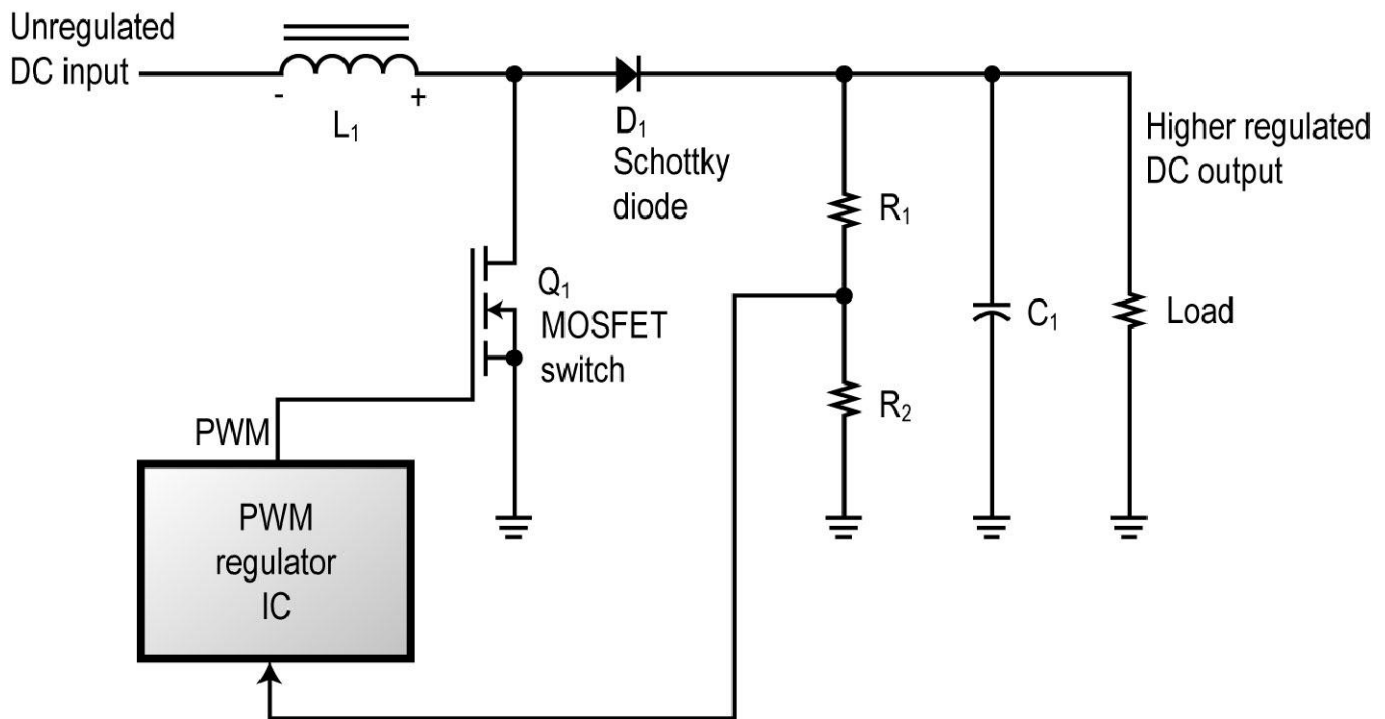 Unregulated
DC input
-
+
L₁
D₁
Schottky
diode
Higher regulated
DC output
R₁
Q₁
MOSFET
switch
C₁
Load
R₂
PWM
PWM
regulator
IC